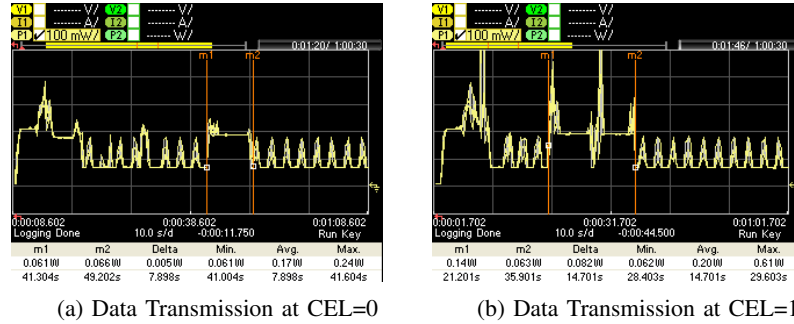 V1 -----V/ V2 -----V/
I1 -----A/ I2 -----A/
P1 100 mW/ P2 -----W/
0:01:20/ 1:00:30
m1 m2
0:00:08.602 0:00:38.602 0:01:08.602
Logging Done 10.0 s/d -0:00:11.750 Run Key
m1 m2 Delta Min. Avg. Max.
0.061W 0.066W 0.005W 0.061W 0.17W 0.24W
41.304s 49.202s 7.898s 41.004s 7.898s 41.604s
(a) Data Transmission at CEL=0
V1 -----V/ V2 -----V/
I1 -----A/ I2 -----A/
P1 100 mW/ P2 -----W/
0:01:46/ 1:00:30
m1 m2
0:00:01.702 0:00:31.702 0:01:01.702
Logging Done 10.0 s/d -0:00:44.500 Run Key
m1 m2 Delta Min. Avg. Max.
0.14W 0.063W 0.082W 0.062W 0.20W 0.61W
21.201s 35.901s 14.701s 28.403s 14.701s 29.603s
(b) Data Transmission at CEL=1